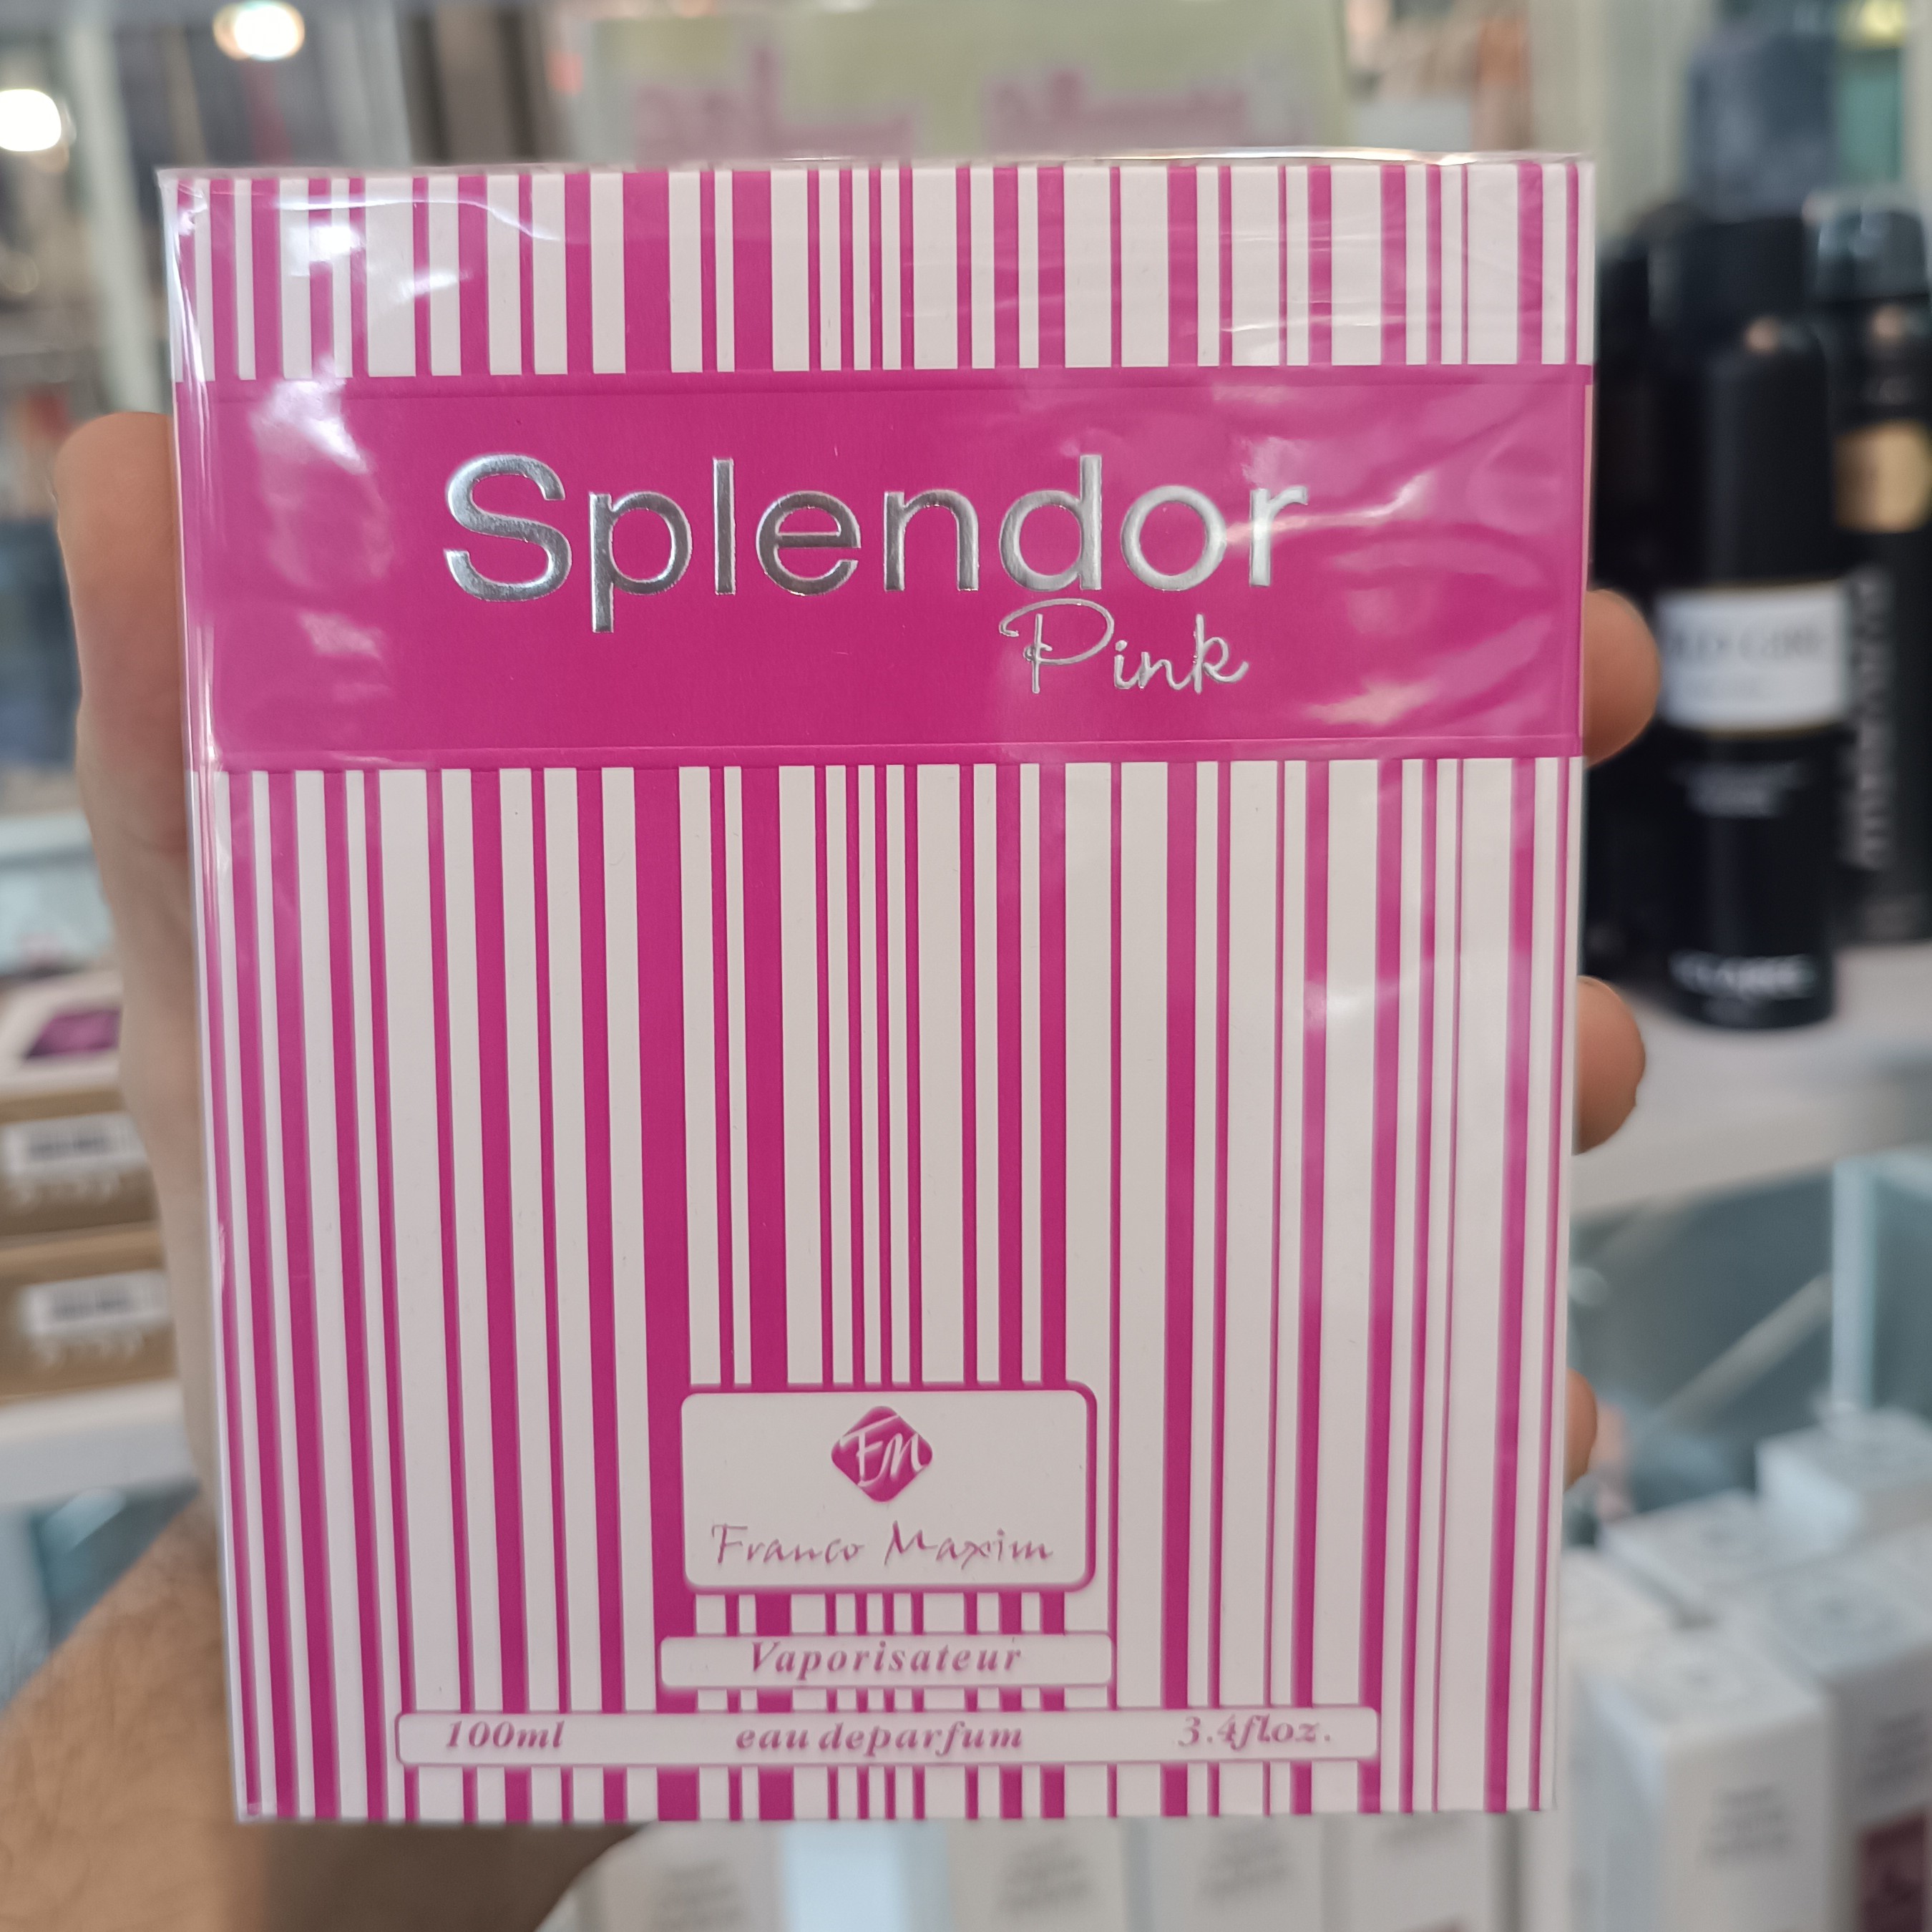 Splendor
Pink
FM
Franco Maxim
Vaporisateur
100ml eau deparfum 3.4floz.